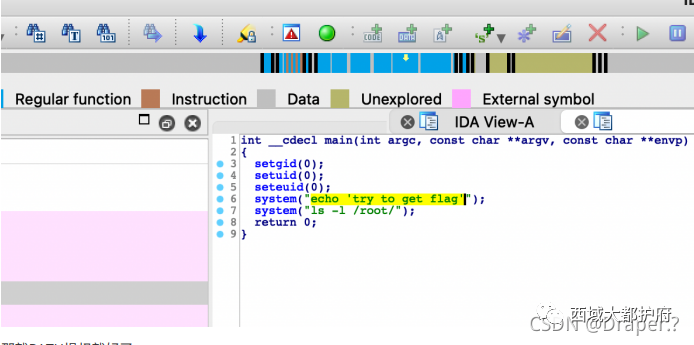 Regular function Instruction Data Unexplored External symbol
IDA View-A
1 int __cdecl main(int argc, const char **argv, const char **envp)
2 {
3 setgid(0);
4 setuid(0);
5 seteuid(0);
6 system("echo 'try to get flag'");
7 system("ls -l /root/");
8 return 0;
9 }
西域大都护府
CSDN @Draper.?